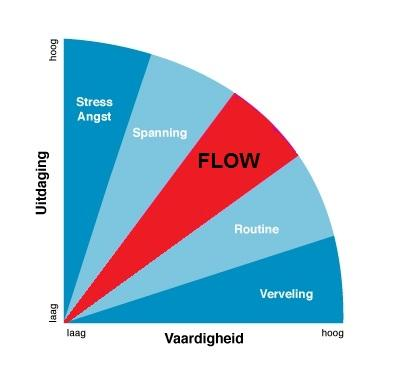 hoog
Stress
Angst
Spanning
FLOW
Uitdaging
Routine
Verveling
laag
laag
hoog
Vaardigheid